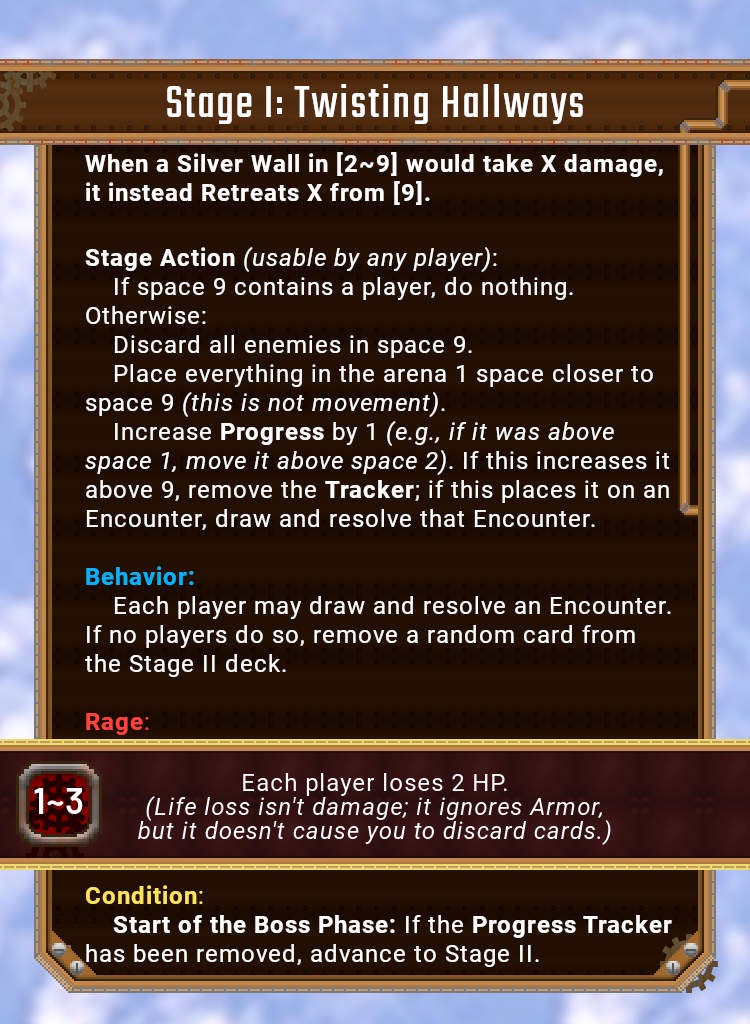 Stage I: Twisting Hallways
When a Silver Wall in [2~9] would take X damage,
it instead Retreats X from [9].
Stage Action (usable by any player):
If space 9 contains a player, do nothing.
Otherwise:
Discard all enemies in space 9.
Place everything in the arena 1 space closer to
space 9 (this is not movement).
Increase Progress by 1 (e.g., if it was above
space 1, move it above space 2). If this increases it
above 9, remove the Tracker; if this places it on an
Encounter, draw and resolve that Encounter.
Behavior:
Each player may draw and resolve an Encounter.
If no players do so, remove a random card from
the Stage II deck.
Rage:
1~3
Each player loses 2 HP.
(Life loss isn't damage; it ignores Armor,
but it doesn't cause you to discard cards.)
Condition:
Start of the Boss Phase: If the Progress Tracker
has been removed, advance to Stage II.